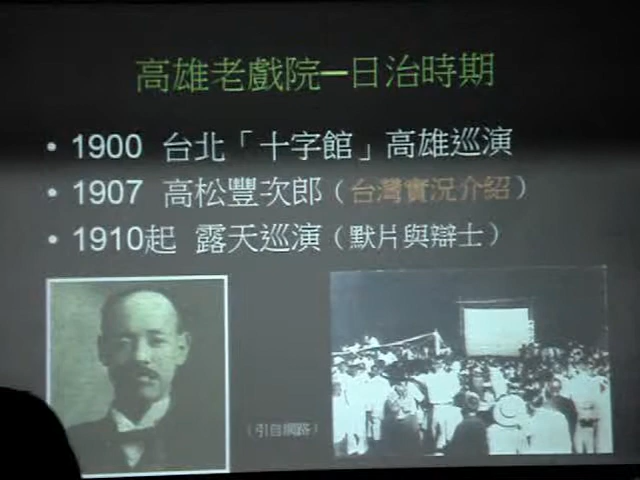 高雄老戲院—日治時期
• 1900 台北「十字館」高雄巡演
• 1907 高松豐次郎（台灣實況介紹）
• 1910起 露天巡演（默片與辯士）
（引自網路）